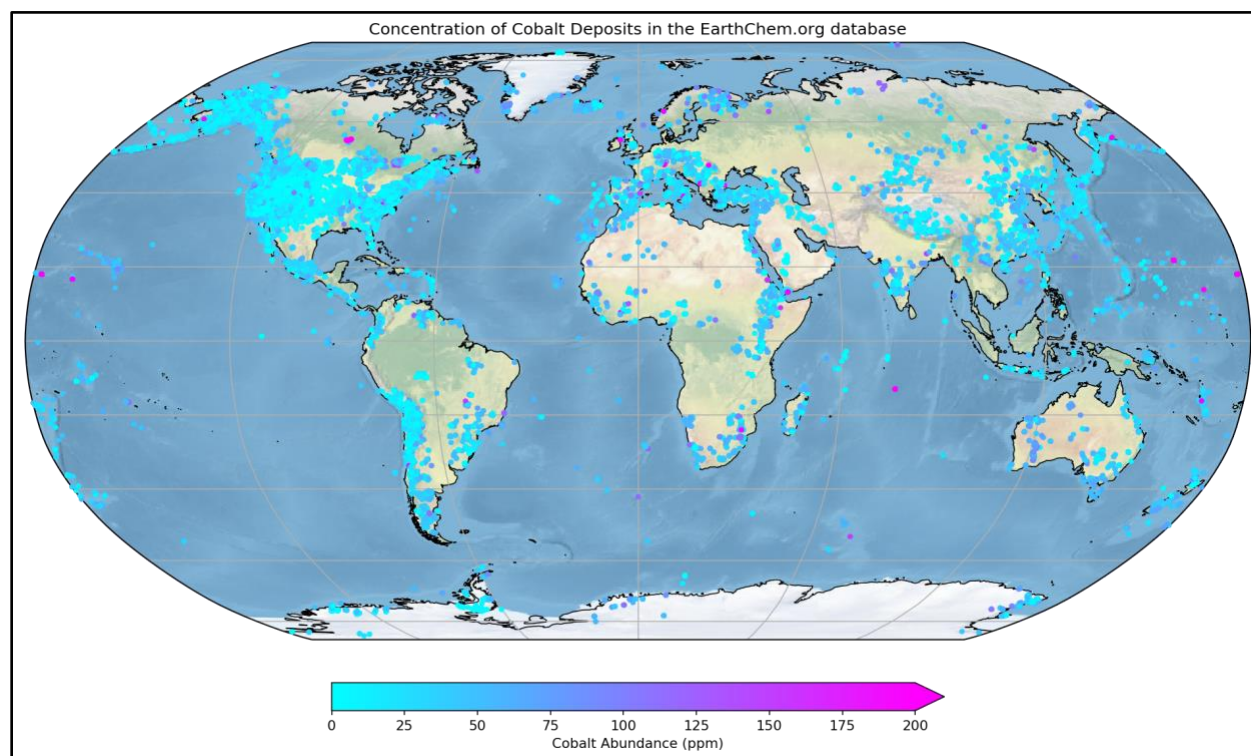 Concentration of Cobalt Deposits in the EarthChem.org database
0 25 50 75 100 125 150 175 200
Cobalt Abundance (ppm)